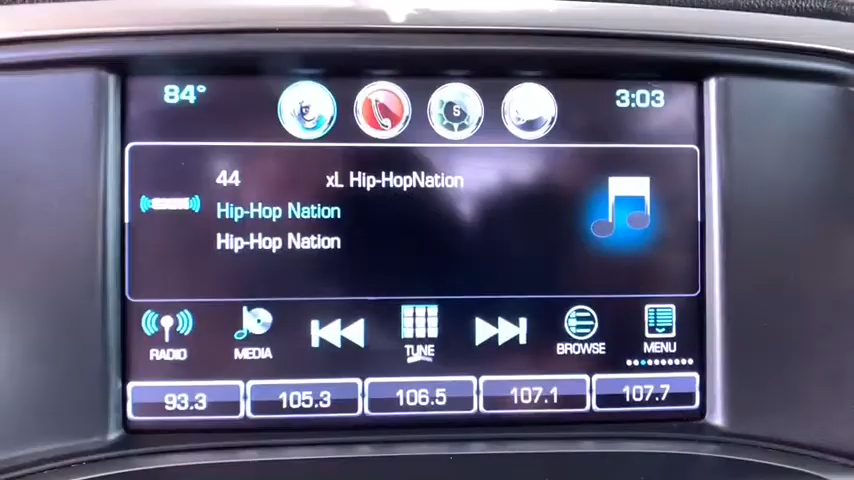 84°
S
3:03
44 xL Hip-HopNation
Hip-Hop Nation
Hip-Hop Nation
RADIO
MEDIA
TUNE
BROWSE
MENU
93.3
105.3
106.5
107.1
107.7